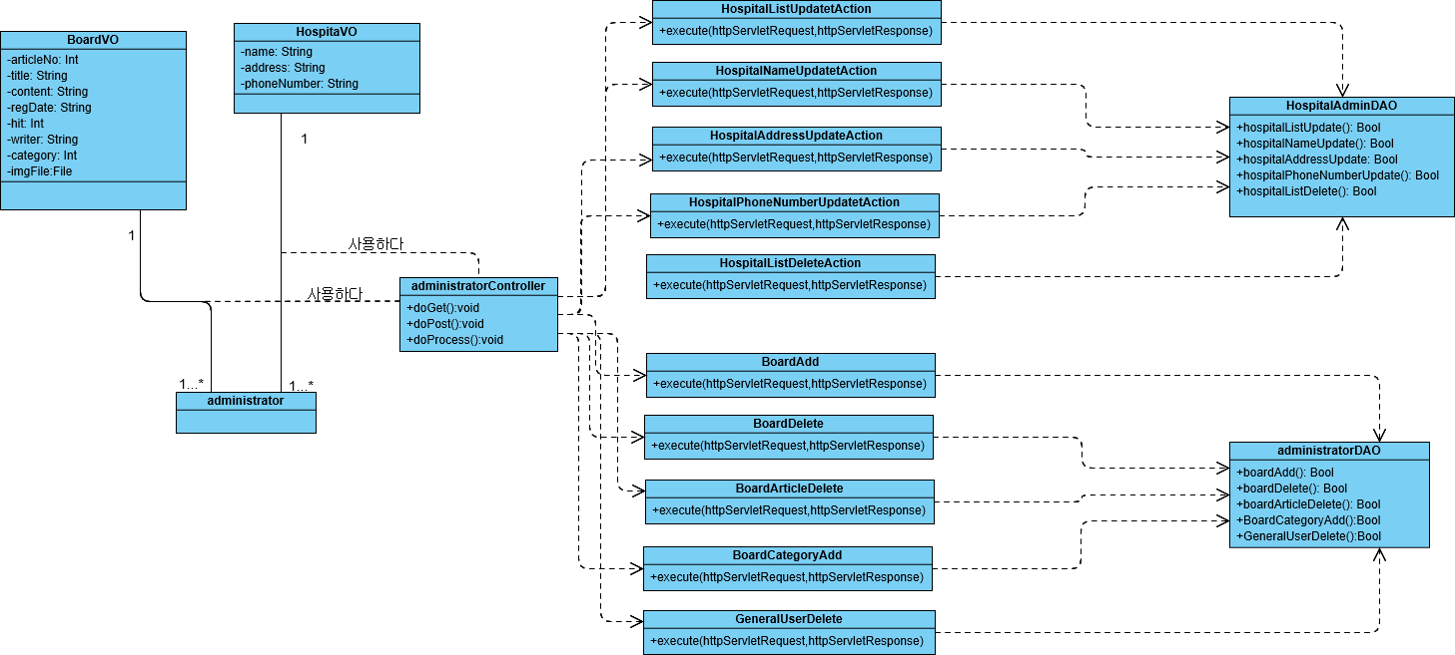 BoardVO
-articleNo: Int
-title: String
-content: String
-regDate: String
-hit: Int
-writer: String
-category: Int
-imgFile:File
HospitaVO
-name: String
-address: String
-phoneNumber: String
1
1
사용하다
사용하다
1...*
1...*
administrator
administratorController
+doGet():void
+doPost():void
+doProcess():void
HospitalListUpdatetAction
+execute(httpServletRequest,httpServletResponse)
HospitalNameUpdatetAction
+execute(httpServletRequest,httpServletResponse)
HospitalAddressUpdateAction
+execute(httpServletRequest,httpServletResponse)
HospitalPhoneNumberUpdatetAction
+execute(httpServletRequest,httpServletResponse)
HospitalListDeleteAction
+execute(httpServletRequest,httpServletResponse)
BoardAdd
+execute(httpServletRequest,httpServletResponse)
BoardDelete
+execute(httpServletRequest,httpServletResponse)
BoardArticleDelete
+execute(httpServletRequest,httpServletResponse)
BoardCategoryAdd
+execute(httpServletRequest,httpServletResponse)
GeneralUserDelete
+execute(httpServletRequest,httpServletResponse)
HospitalAdminDAO
+hospitalListUpdate(): Bool
+hospitalNameUpdate(): Bool
+hospitalAddressUpdate: Bool
+hospitalPhoneNumberUpdate(): Bool
+hospitalListDelete(): Bool
administratorDAO
+boardAdd(): Bool
+boardDelete(): Bool
+boardArticleDelete(): Bool
+BoardCategoryAdd():Bool
+GeneralUserDelete():Bool